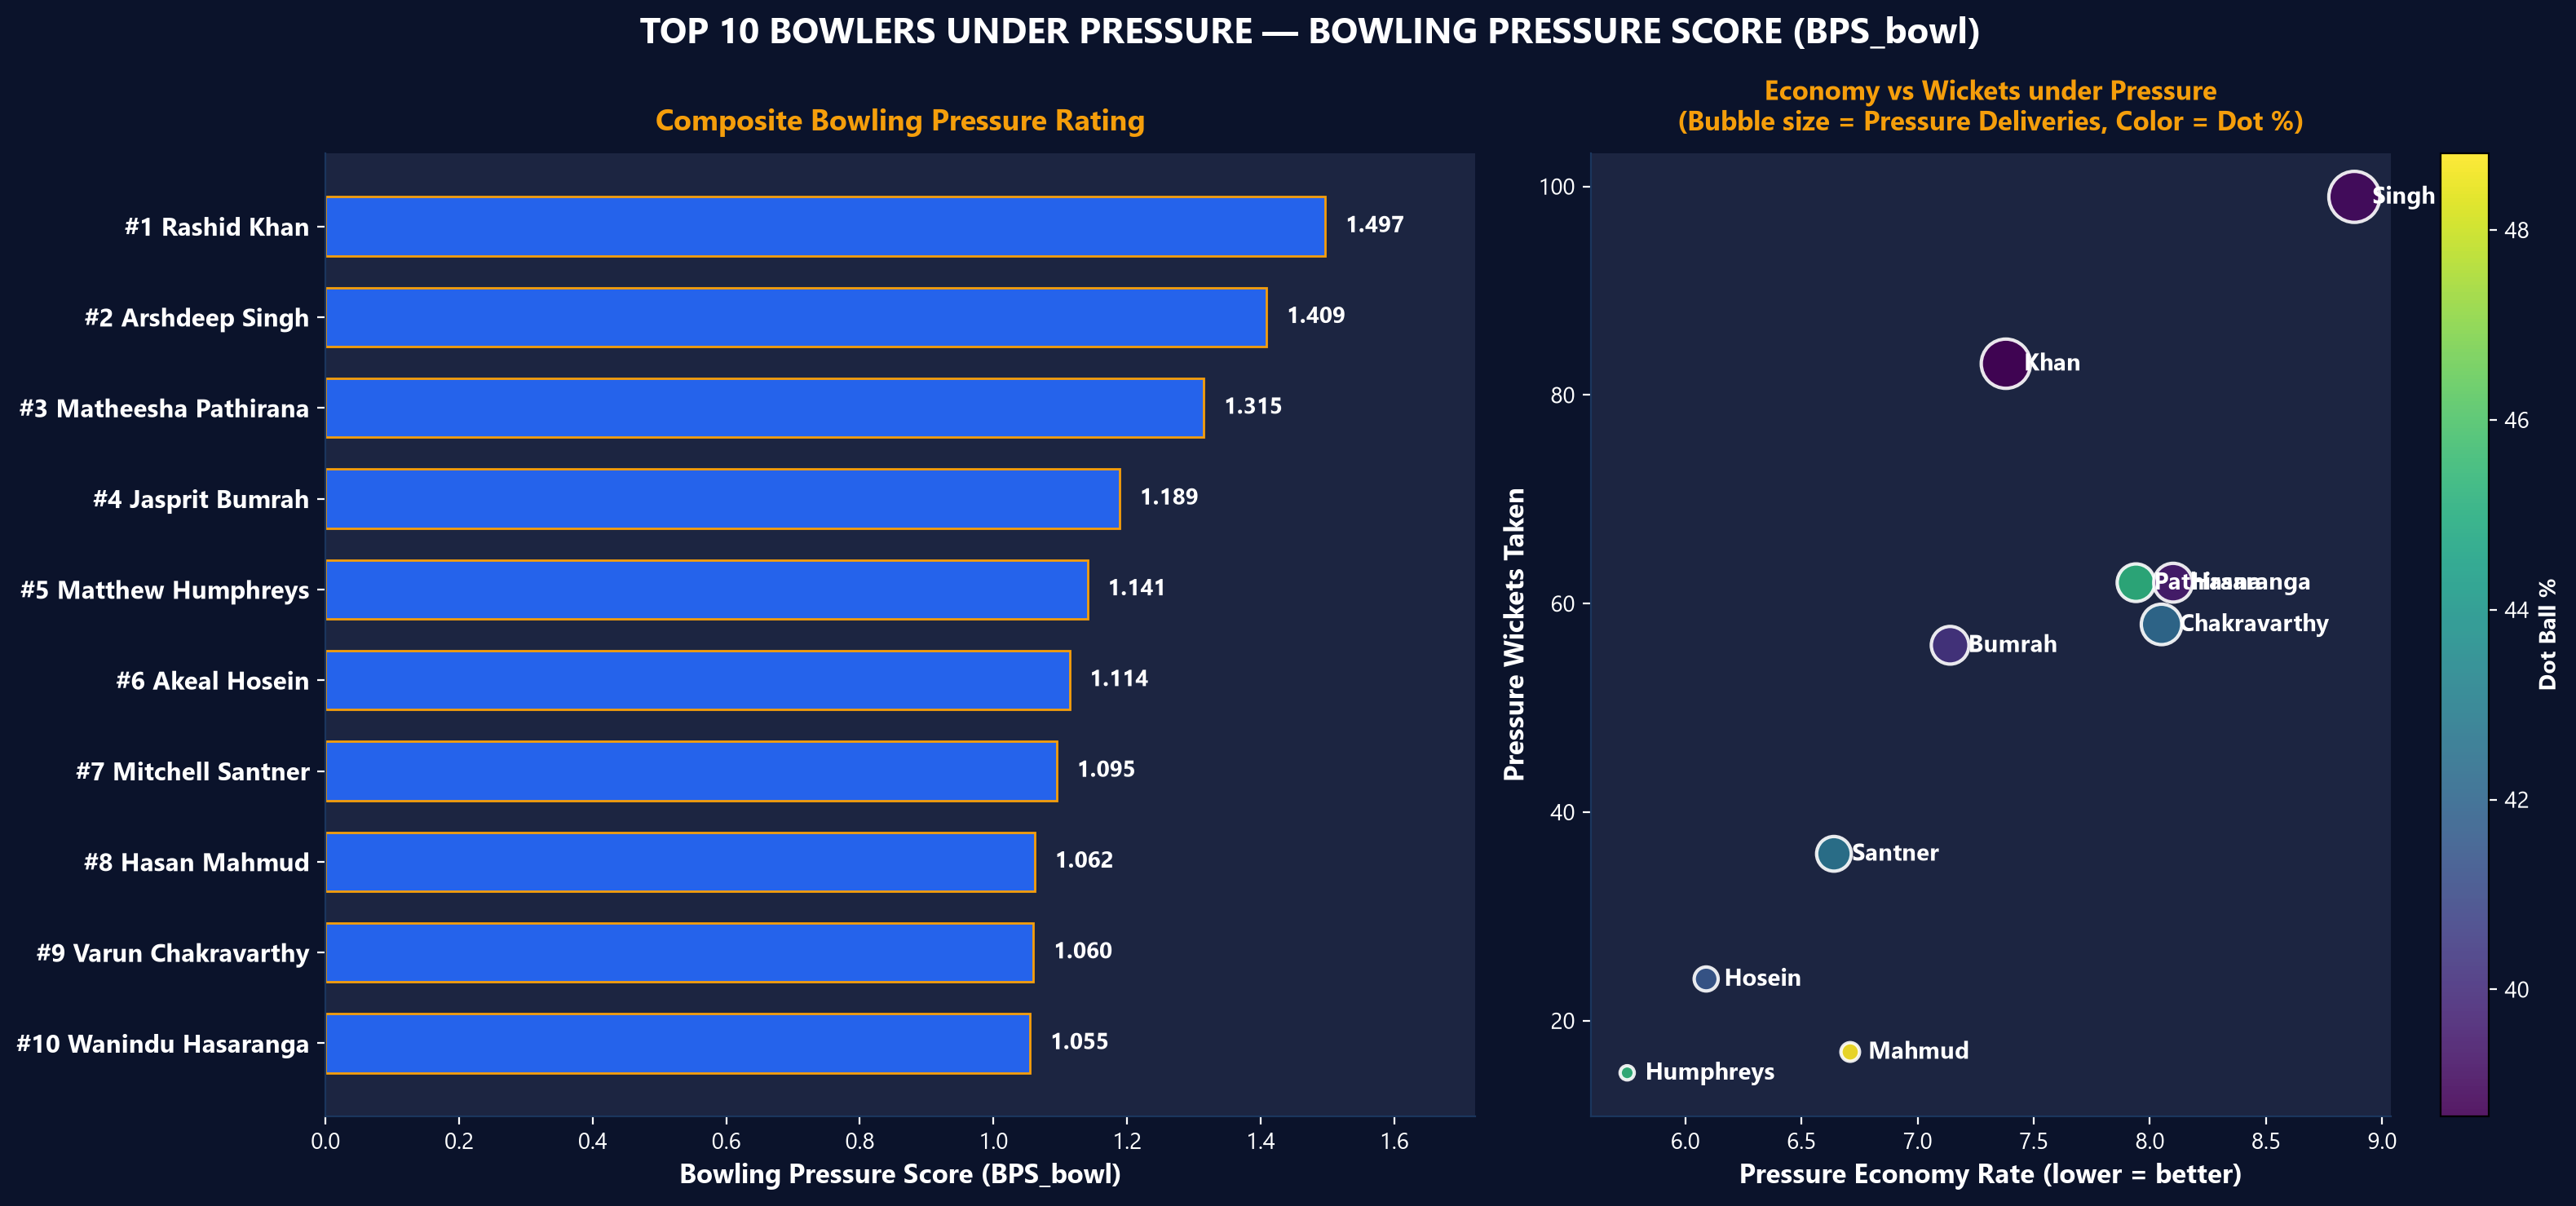 TOP 10 BOWLERS UNDER PRESSURE — BOWLING PRESSURE SCORE (BPS_bowl)
Composite Bowling Pressure Rating
#1 Rashid Khan
1.497
#2 Arshdeep Singh
1.409
#3 Matheesha Pathirana
1.315
#4 Jasprit Bumrah
1.189
#5 Matthew Humphreys
1.141
#6 Akeal Hosein
1.114
#7 Mitchell Santner
1.095
#8 Hasan Mahmud
1.062
#9 Varun Chakravarthy
1.060
#10 Wanindu Hasaranga
1.055
0.0 0.2 0.4 0.6 0.8 1.0 1.2 1.4 1.6
Bowling Pressure Score (BPS_bowl)
Economy vs Wickets under Pressure
(Bubble size = Pressure Deliveries, Color = Dot %)
Pressure Wickets Taken
100
80
60
40
20
Singh
Khan
Pathirana
Hasaranga
Chakravarthy
Bumrah
Santner
Hosein
Mahmud
Humphreys
6.0 6.5 7.0 7.5 8.0 8.5 9.0
Pressure Economy Rate (lower = better)
48
46
44
42
40
Dot Ball %